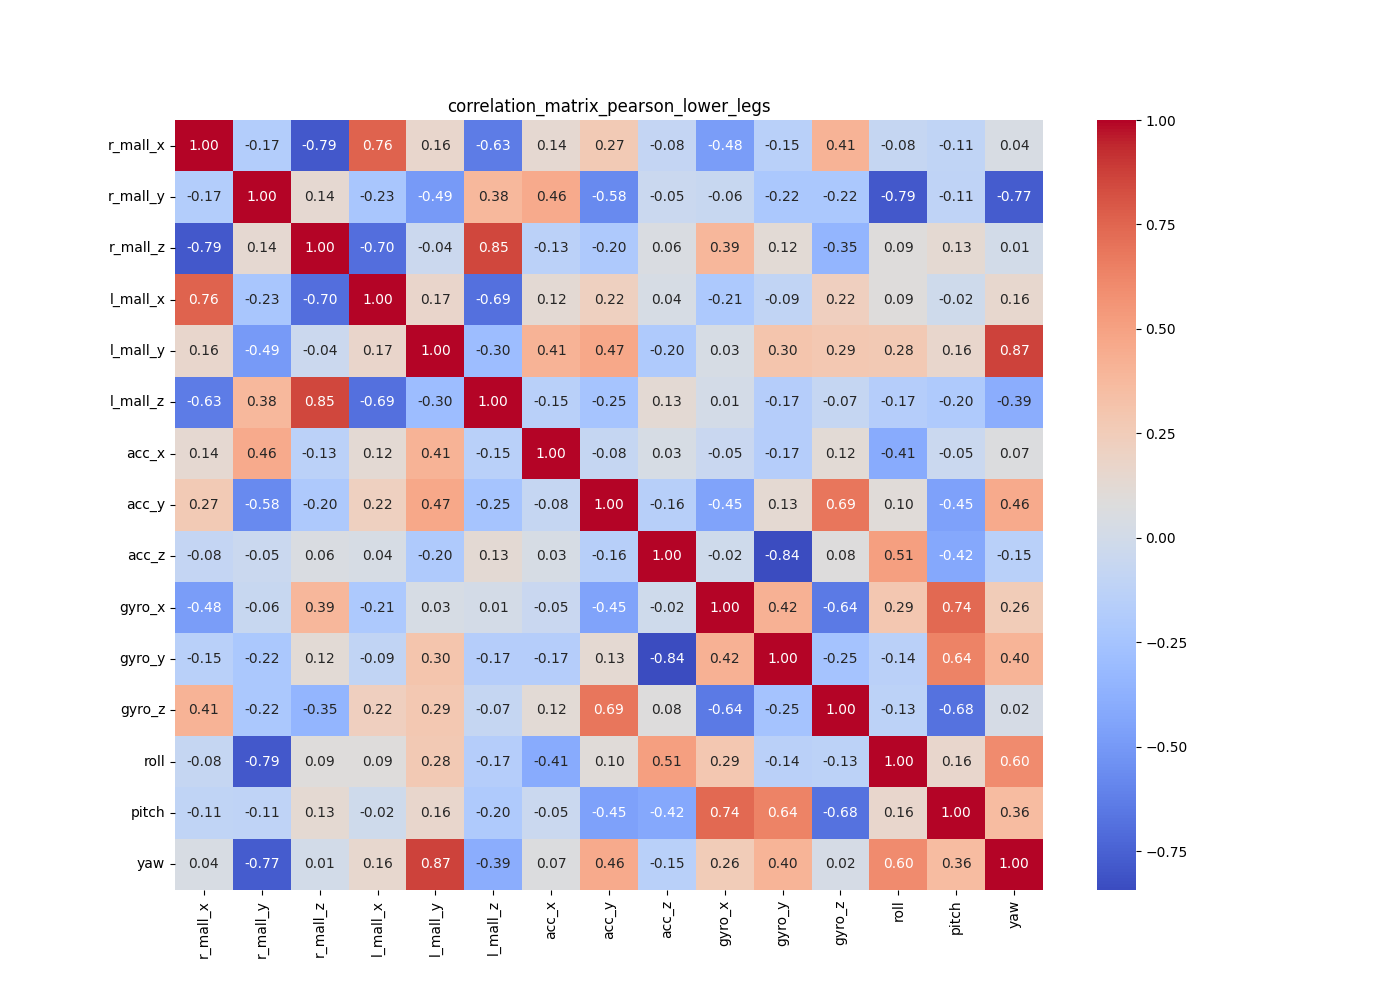 correlation_matrix_pearson_lower_legs
r_mall_x 1.00 -0.17 -0.79 0.76 0.16 -0.63 0.14 0.27 -0.08 -0.48 -0.15 0.41 -0.08 -0.11 0.04
r_mall_y -0.17 1.00 0.14 -0.23 -0.49 0.38 0.46 -0.58 -0.05 -0.06 -0.22 -0.22 -0.79 -0.11 -0.77
r_mall_z -0.79 0.14 1.00 -0.70 -0.04 0.85 -0.13 -0.20 0.06 0.39 0.12 -0.35 0.09 0.13 0.01
l_mall_x 0.76 -0.23 -0.70 1.00 0.17 -0.69 0.12 0.22 0.04 -0.21 -0.09 0.22 0.09 -0.02 0.16
l_mall_y 0.16 -0.49 -0.04 0.17 1.00 -0.30 0.41 0.47 -0.20 0.03 0.30 0.29 0.28 0.16 0.87
l_mall_z -0.63 0.38 0.85 -0.69 -0.30 1.00 -0.15 -0.25 0.13 0.01 -0.17 -0.07 -0.17 -0.20 -0.39
acc_x 0.14 0.46 -0.13 0.12 0.41 -0.15 1.00 -0.08 0.03 -0.05 -0.17 0.12 -0.41 -0.05 0.07
acc_y 0.27 -0.58 -0.20 0.22 0.47 -0.25 -0.08 1.00 -0.16 -0.45 0.13 0.69 0.10 -0.45 0.46
acc_z -0.08 -0.05 0.06 0.04 -0.20 0.13 0.03 -0.16 1.00 -0.02 -0.84 0.08 0.51 -0.42 -0.15
gyro_x -0.48 -0.06 0.39 -0.21 0.03 0.01 -0.05 -0.45 -0.02 1.00 0.42 -0.64 0.29 0.74 0.26
gyro_y -0.15 -0.22 0.12 -0.09 0.30 -0.17 -0.17 0.13 -0.84 0.42 1.00 -0.25 -0.14 0.64 0.40
gyro_z 0.41 -0.22 -0.35 0.22 0.29 -0.07 0.12 0.69 0.08 -0.64 -0.25 1.00 -0.13 -0.68 0.02
roll -0.08 -0.79 0.09 0.09 0.28 -0.17 -0.41 0.10 0.51 0.29 -0.14 -0.13 1.00 0.16 0.60
pitch -0.11 -0.11 0.13 -0.02 0.16 -0.20 -0.05 -0.45 -0.42 0.74 0.64 -0.68 0.16 1.00 0.36
yaw 0.04 -0.77 0.01 0.16 0.87 -0.39 0.07 0.46 -0.15 0.26 0.40 0.02 0.60 0.36 1.00
r_mall_x r_mall_y r_mall_z l_mall_x l_mall_y l_mall_z acc_x acc_y acc_z gyro_x gyro_y gyro_z roll pitch yaw
1.00
0.75
0.50
0.25
0.00
−0.25
−0.50
−0.75